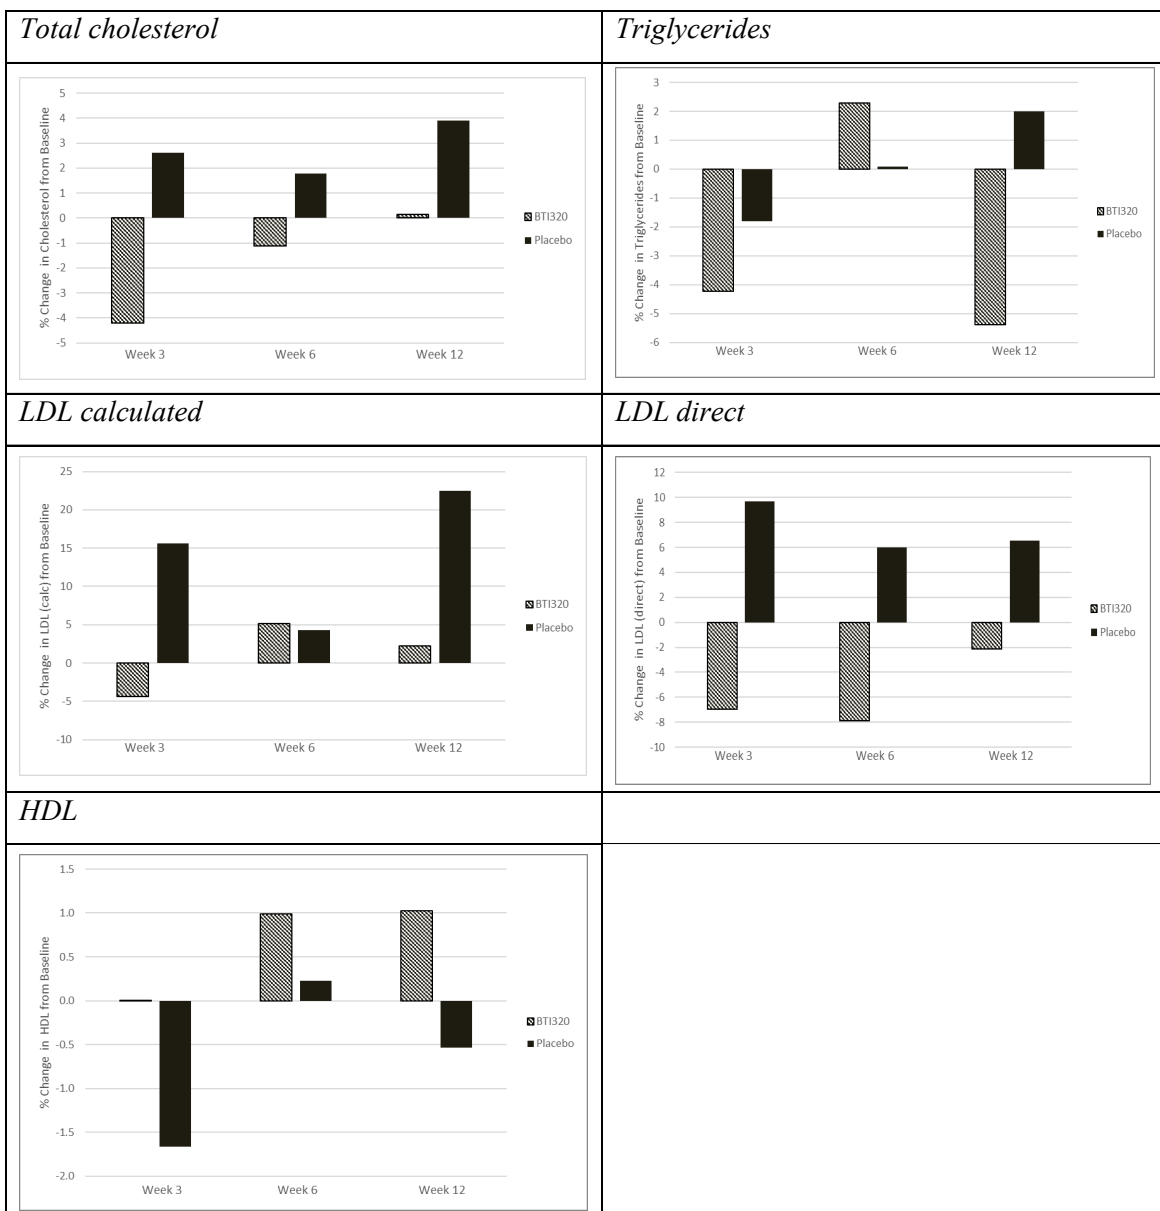 Total cholesterol
% Change in Cholesterol from Baseline
5
4
3
2
1
0
-1
-2
-3
-4
-5
Week 3 Week 6 Week 12
BTI320
Placebo
Triglycerides
% Change in Triglycerides from Baseline
3
2
1
0
-1
-2
-3
-4
-5
-6
Week 3 Week 6 Week 12
BTI320
Placebo
LDL calculated
% Change in LDL (calc) from Baseline
25
20
15
10
5
0
-5
-10
Week 3 Week 6 Week 12
BTI320
Placebo
LDL direct
% Change in LDL (direct) from Baseline
12
10
8
6
4
2
0
-2
-4
-6
-8
-10
Week 3 Week 6 Week 12
BTI320
Placebo
HDL
% Change in HDL from Baseline
1.5
1.0
0.5
0.0
-0.5
-1.0
-1.5
-2.0
Week 3 Week 6 Week 12
BTI320
Placebo